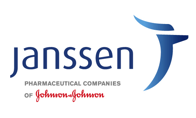 janssen
PHARMACEUTICAL COMPANIES
OF Johnson & Johnson